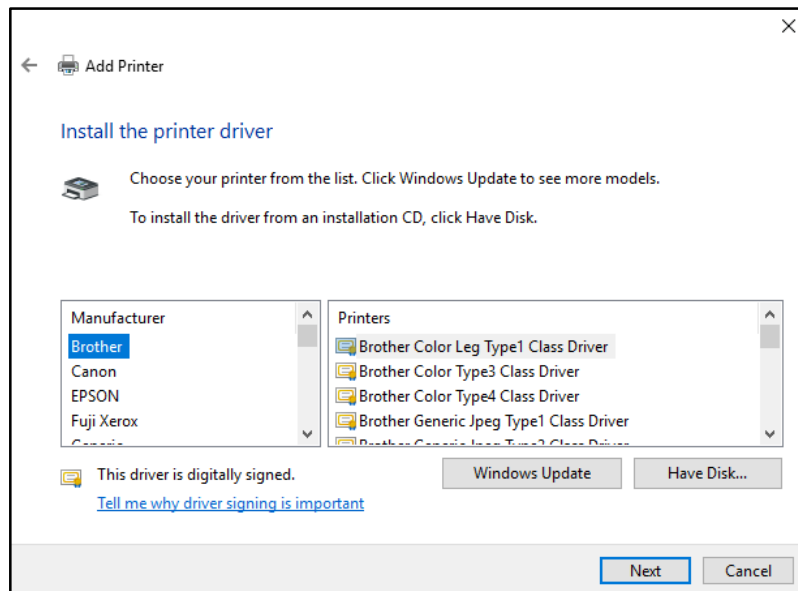 Add Printer
Install the printer driver
Choose your printer from the list. Click Windows Update to see more models.
To install the driver from an installation CD, click Have Disk.
Manufacturer
Brother
Canon
EPSON
Fuji Xerox
Printers
Brother Color Leg Type1 Class Driver
Brother Color Type3 Class Driver
Brother Color Type4 Class Driver
Brother Generic Jpeg Type1 Class Driver
This driver is digitally signed.
Tell me why driver signing is important
Windows Update
Have Disk...
Next
Cancel